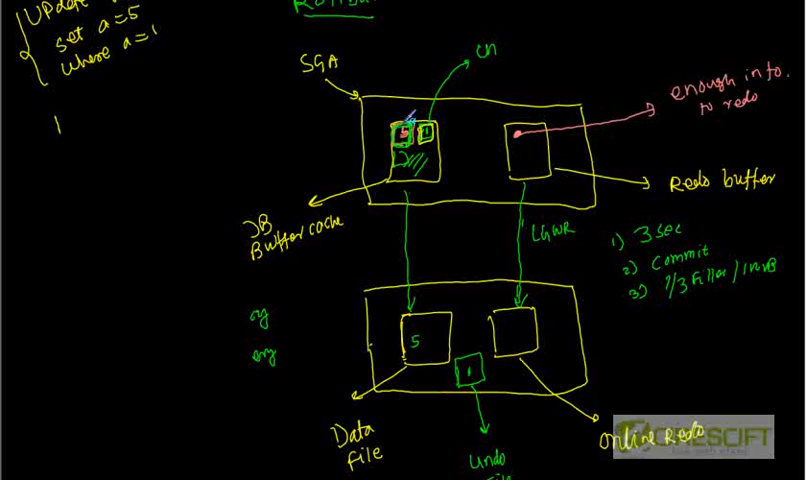 Update
set a=5
where a=1
SGA
cn
enough info.
to redo
5
1
Redo buffer
Buffer cache
LGWR
1) 3 sec
2) Commit
3) 1/3 filled / 1MB
5
1
Data
File
Undo
Online Redo